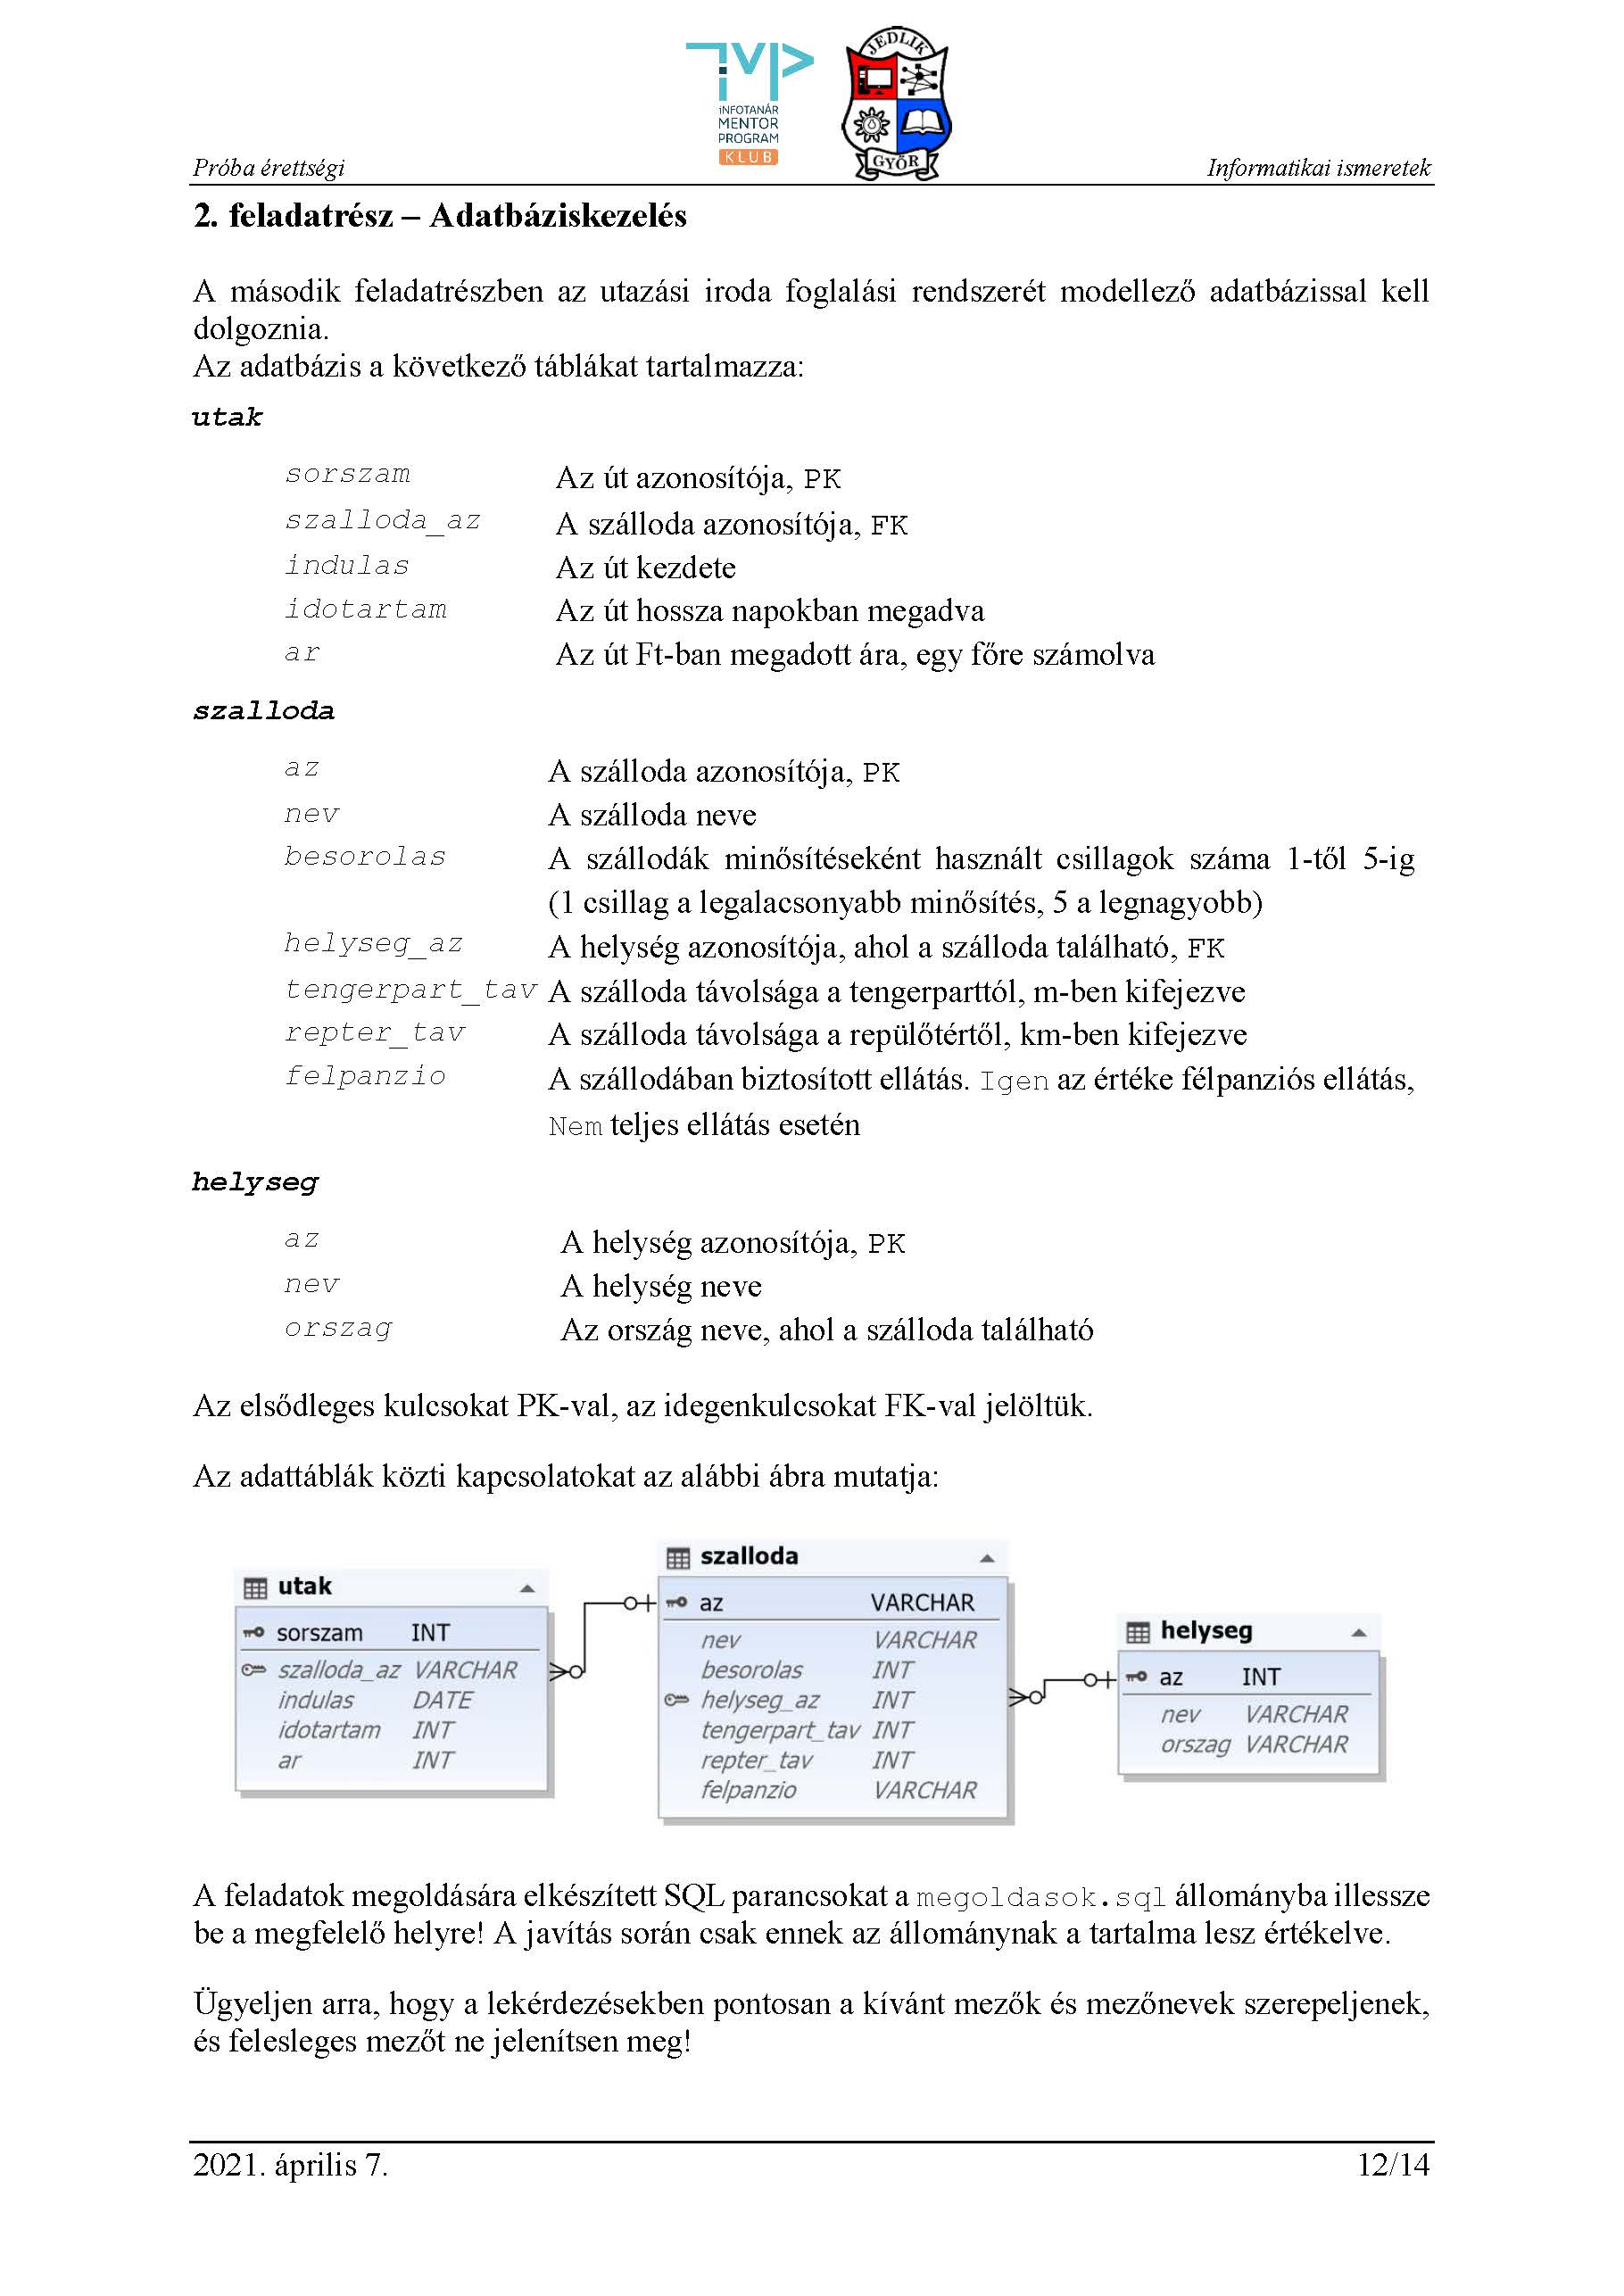 iNFOTANÁR
MENTOR
PROGRAM
KLUB
JEDLIK
GYŐR
Próba érettségi
Informatikai ismeretek
2. feladatrész – Adatbáziskezelés
A második feladatrészben az utazási iroda foglalási rendszerét modellező adatbázissal kell
dolgoznia.
Az adatbázis a következő táblákat tartalmazza:
utak
sorszam Az út azonosítója, PK
szalloda_az A szálloda azonosítója, FK
indulas Az út kezdete
idotartam Az út hossza napokban megadva
ar Az út Ft-ban megadott ára, egy főre számolva
szalloda
az A szálloda azonosítója, PK
nev A szálloda neve
besorolas A szállodák minősítéseként használt csillagok száma 1-től 5-ig
(1 csillag a legalacsonyabb minősítés, 5 a legnagyobb)
helyseg_az A helység azonosítója, ahol a szálloda található, FK
tengerpart_tav A szálloda távolsága a tengerparttól, m-ben kifejezve
repter_tav A szálloda távolsága a repülőtértől, km-ben kifejezve
felpanzio A szállodában biztosított ellátás. Igen az értéke félpanziós ellátás,
Nem teljes ellátás esetén
helyseg
az A helység azonosítója, PK
nev A helység neve
orszag Az ország neve, ahol a szálloda található
Az elsődleges kulcsokat PK-val, az idegenkulcsokat FK-val jelöltük.
Az adattáblák közti kapcsolatokat az alábbi ábra mutatja:
utak
sorszam INT
szalloda_az VARCHAR
indulas DATE
idotartam INT
ar INT
szalloda
az VARCHAR
nev VARCHAR
besorolas INT
helyseg_az INT
tengerpart_tav INT
repter_tav INT
felpanzio VARCHAR
helyseg
az INT
nev VARCHAR
orszag VARCHAR
A feladatok megoldására elkészített SQL parancsokat a megoldasok.sql állományba illessze
be a megfelelő helyre! A javítás során csak ennek az állománynak a tartalma lesz értékelve.
Ügyeljen arra, hogy a lekérdezésekben pontosan a kívánt mezők és mezőnevek szerepeljenek,
és felesleges mezőt ne jelenítsen meg!
2021. április 7.
12/14